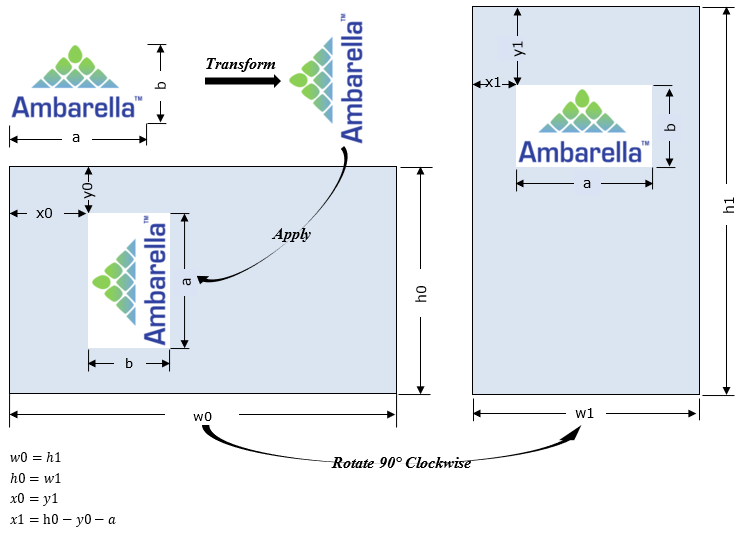 Ambarella™
a
b
Transform
Ambarella™
y1
x1
Ambarella™
a
b
h1
w1
y0
x0
Apply
Ambarella™
a
b
h0
w0
Rotate 90° Clockwise
w0 = h1
h0 = w1
x0 = y1
x1 = h0 − y0 − a